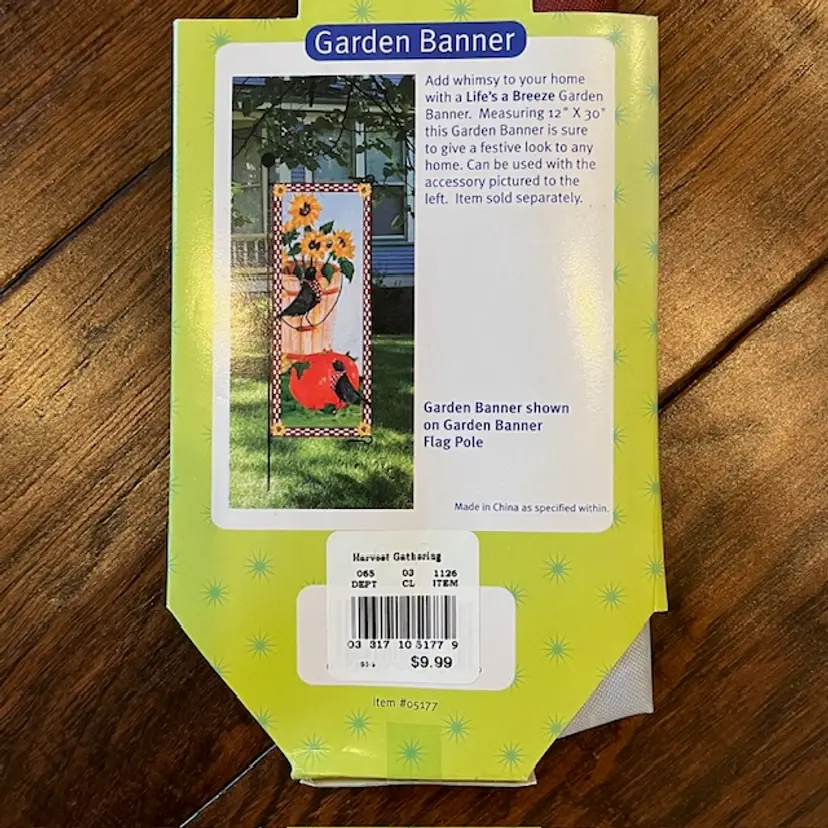 Garden Banner
Add whimsy to your home
with a Life's a Breeze Garden
Banner. Measuring 12" X 30"
this Garden Banner is sure
to give a festive look to any
home. Can be used with the
accessory pictured to the
left. Item sold separately.
Garden Banner shown
on Garden Banner
Flag Pole
Made in China as specified within.
Harvest Gathering
065 03 1126
DEPT CL ITEM
03 317 10 5177 9
$9.99
Item #05177